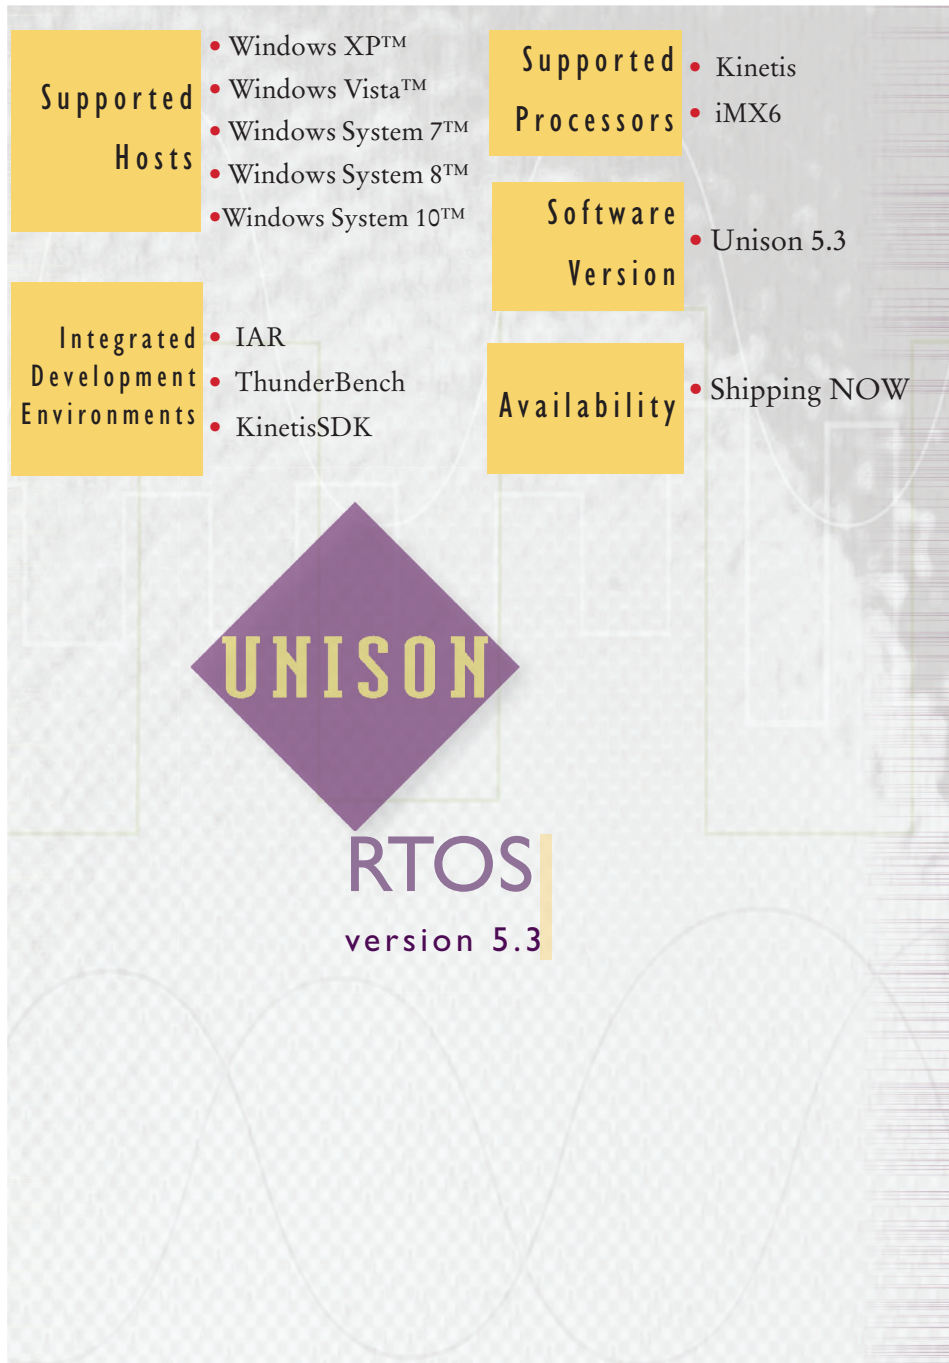 Supported
Hosts
• Windows XP™
• Windows Vista™
• Windows System 7™
• Windows System 8™
•Windows System 10™
Supported
Processors
• Kinetis
• iMX6
Software
Version
• Unison 5.3
Integrated
Development
Environments
• IAR
• ThunderBench
• KinetisSDK
Availability
• Shipping NOW
UNISON
RTOS
version 5.3